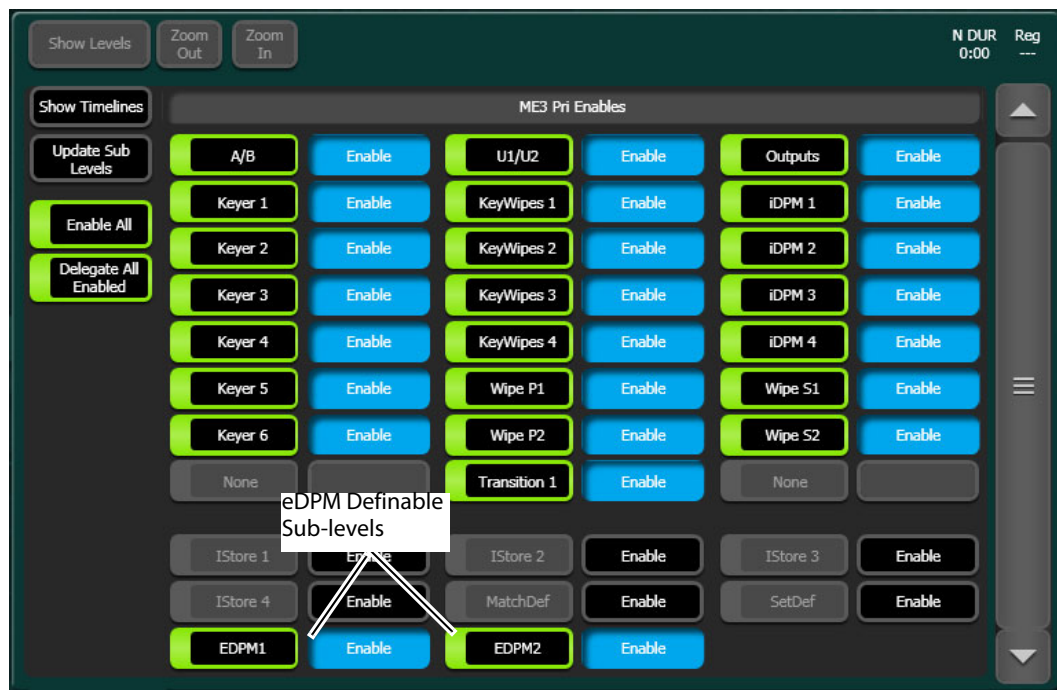 Show Levels
Zoom
Out
Zoom
In
N DUR
0:00
Reg
---
Show Timelines
Update Sub
Levels
Enable All
Delegate All
Enabled
ME3 Pri Enables
A/B Enable U1/U2 Enable Outputs Enable
Keyer 1 Enable KeyWipes 1 Enable iDPM 1 Enable
Keyer 2 Enable KeyWipes 2 Enable iDPM 2 Enable
Keyer 3 Enable KeyWipes 3 Enable iDPM 3 Enable
Keyer 4 Enable KeyWipes 4 Enable iDPM 4 Enable
Keyer 5 Enable Wipe P1 Enable Wipe S1 Enable
Keyer 6 Enable Wipe P2 Enable Wipe S2 Enable
None Transition 1 Enable None
eDPM Definable
Sub-levels
IStore 1 Enable IStore 2 Enable IStore 3 Enable
IStore 4 Enable MatchDef Enable SetDef Enable
EDPM1 Enable EDPM2 Enable